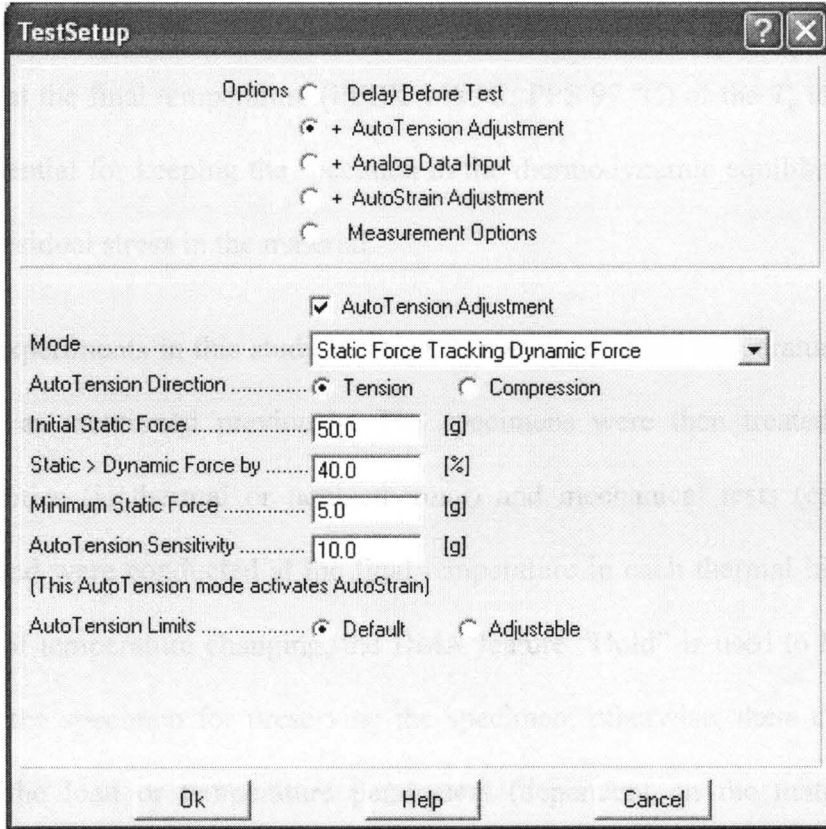 TestSetup
Options Delay Before Test
+ AutoTension Adjustment
+ Analog Data Input
+ AutoStrain Adjustment
Measurement Options
AutoTension Adjustment
Mode Static Force Tracking Dynamic Force
AutoTension Direction Tension Compression
Initial Static Force 50.0 [g]
Static > Dynamic Force by 40.0 [%]
Minimum Static Force 5.0 [g]
AutoTension Sensitivity 10.0 [g]
(This AutoTension mode activates AutoStrain)
AutoTension Limits Default Adjustable
Ok Help Cancel